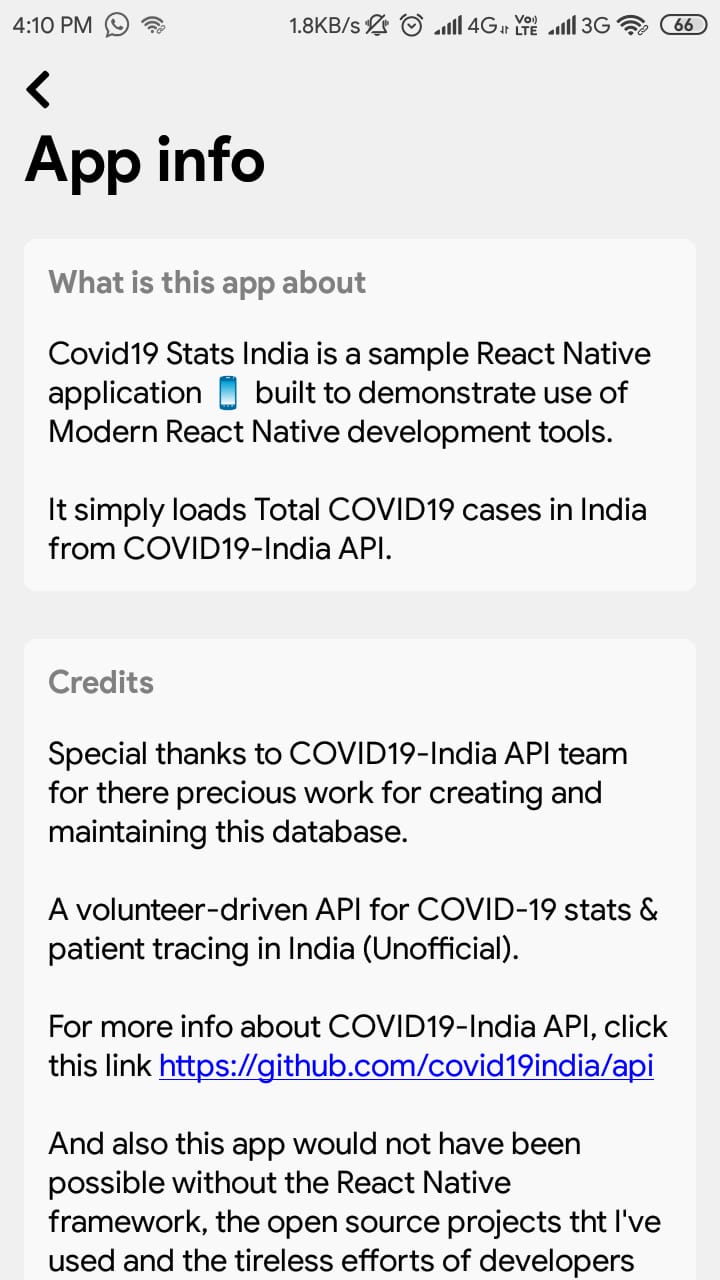 4:10 PM 1.8KB/s 4G Vo) LTE 3G 66
App info
What is this app about
Covid19 Stats India is a sample React Native
application 📱 built to demonstrate use of
Modern React Native development tools.
It simply loads Total COVID19 cases in India
from COVID19-India API.
Credits
Special thanks to COVID19-India API team
for there precious work for creating and
maintaining this database.
A volunteer-driven API for COVID-19 stats &
patient tracing in India (Unofficial).
For more info about COVID19-India API, click
this link https://github.com/covid19india/api
And also this app would not have been
possible without the React Native
framework, the open source projects tht I've
used and the tireless efforts of developers